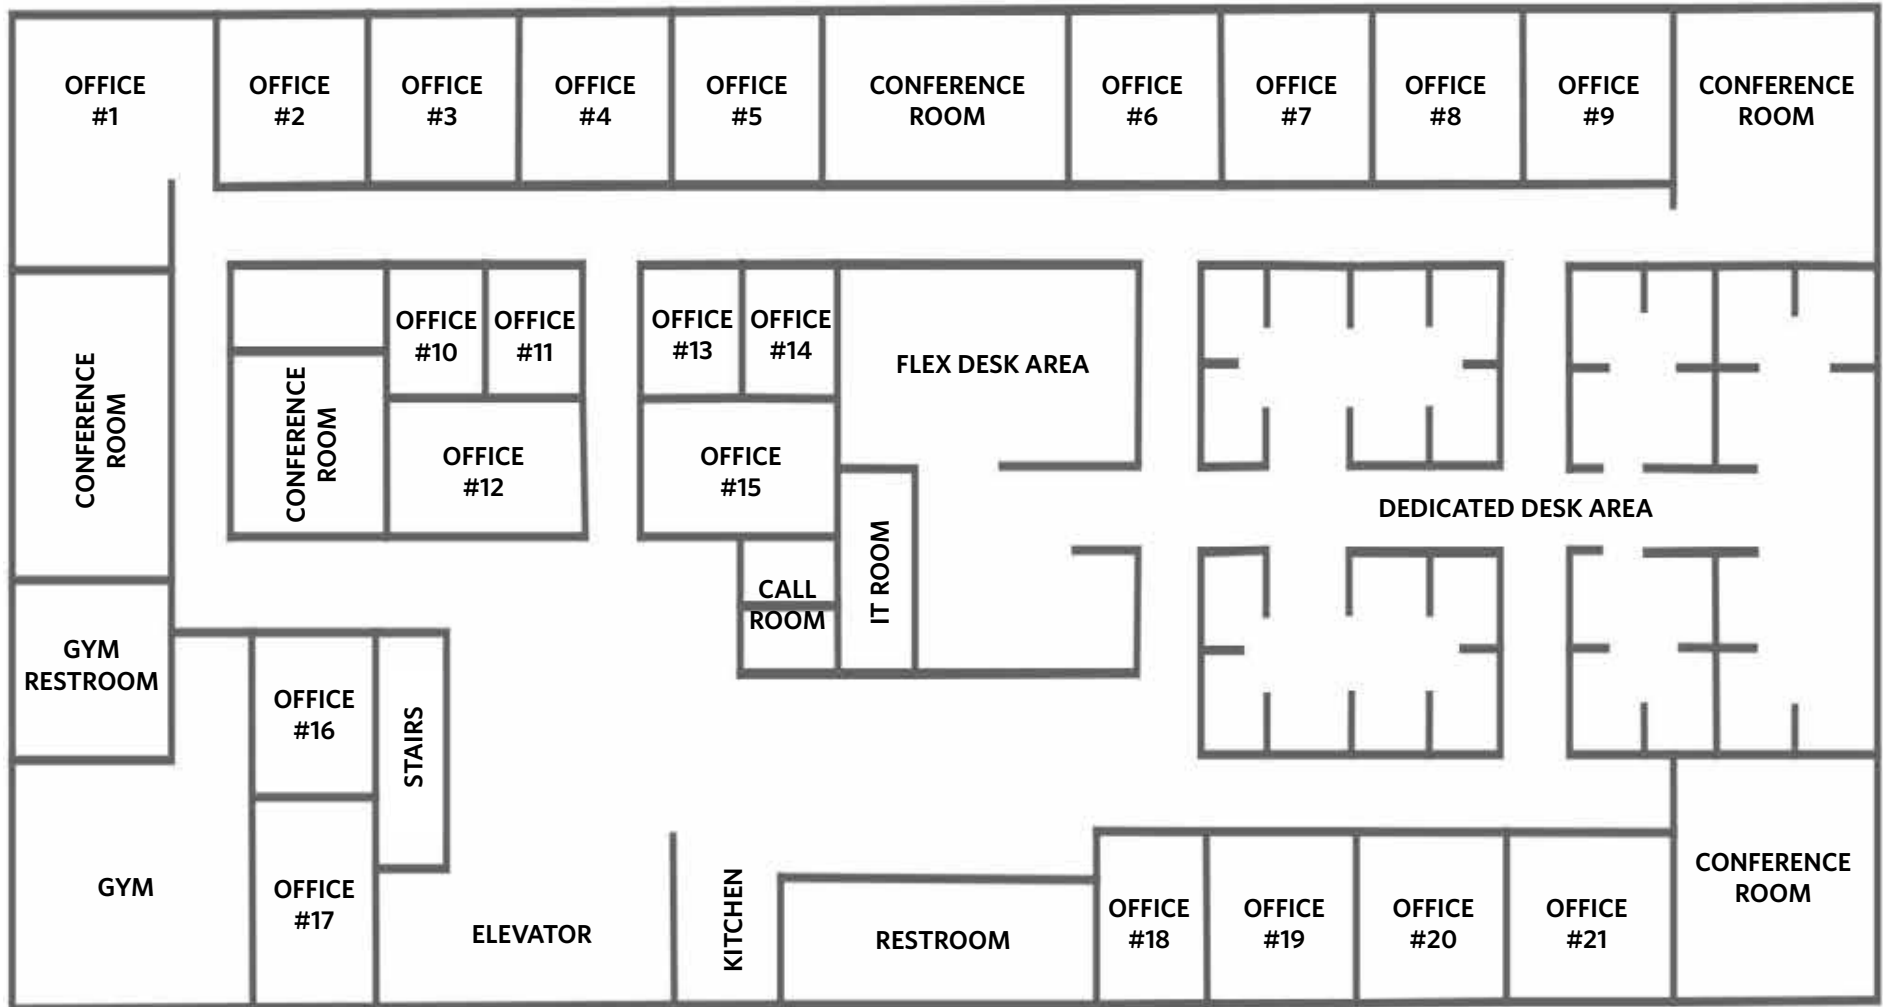 OFFICE
#1
OFFICE
#2
OFFICE
#3
OFFICE
#4
OFFICE
#5
CONFERENCE
ROOM
OFFICE
#6
OFFICE
#7
OFFICE
#8
OFFICE
#9
CONFERENCE
ROOM
CONFERENCE
ROOM
CONFERENCE
ROOM
OFFICE
#10
OFFICE
#11
OFFICE
#12
OFFICE
#13
OFFICE
#14
OFFICE
#15
FLEX DESK AREA
DEDICATED DESK AREA
CALL
ROOM
IT ROOM
GYM
RESTROOM
OFFICE
#16
STAIRS
GYM
OFFICE
#17
ELEVATOR
KITCHEN
RESTROOM
OFFICE
#18
OFFICE
#19
OFFICE
#20
OFFICE
#21
CONFERENCE
ROOM